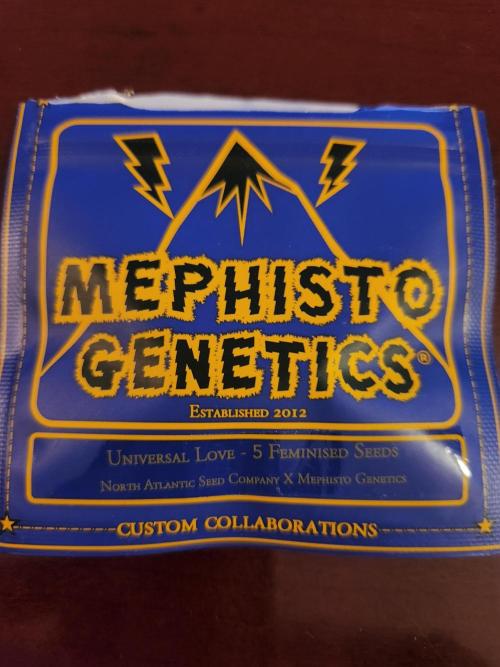 MEPHISTO
GENETICS®
ESTABLISHED 2012
UNIVERSAL LOVE - 5 FEMINISED SEEDS
NORTH ATLANTIC SEED COMPANY X MEPHISTO GENETICS
CUSTOM COLLABORATIONS